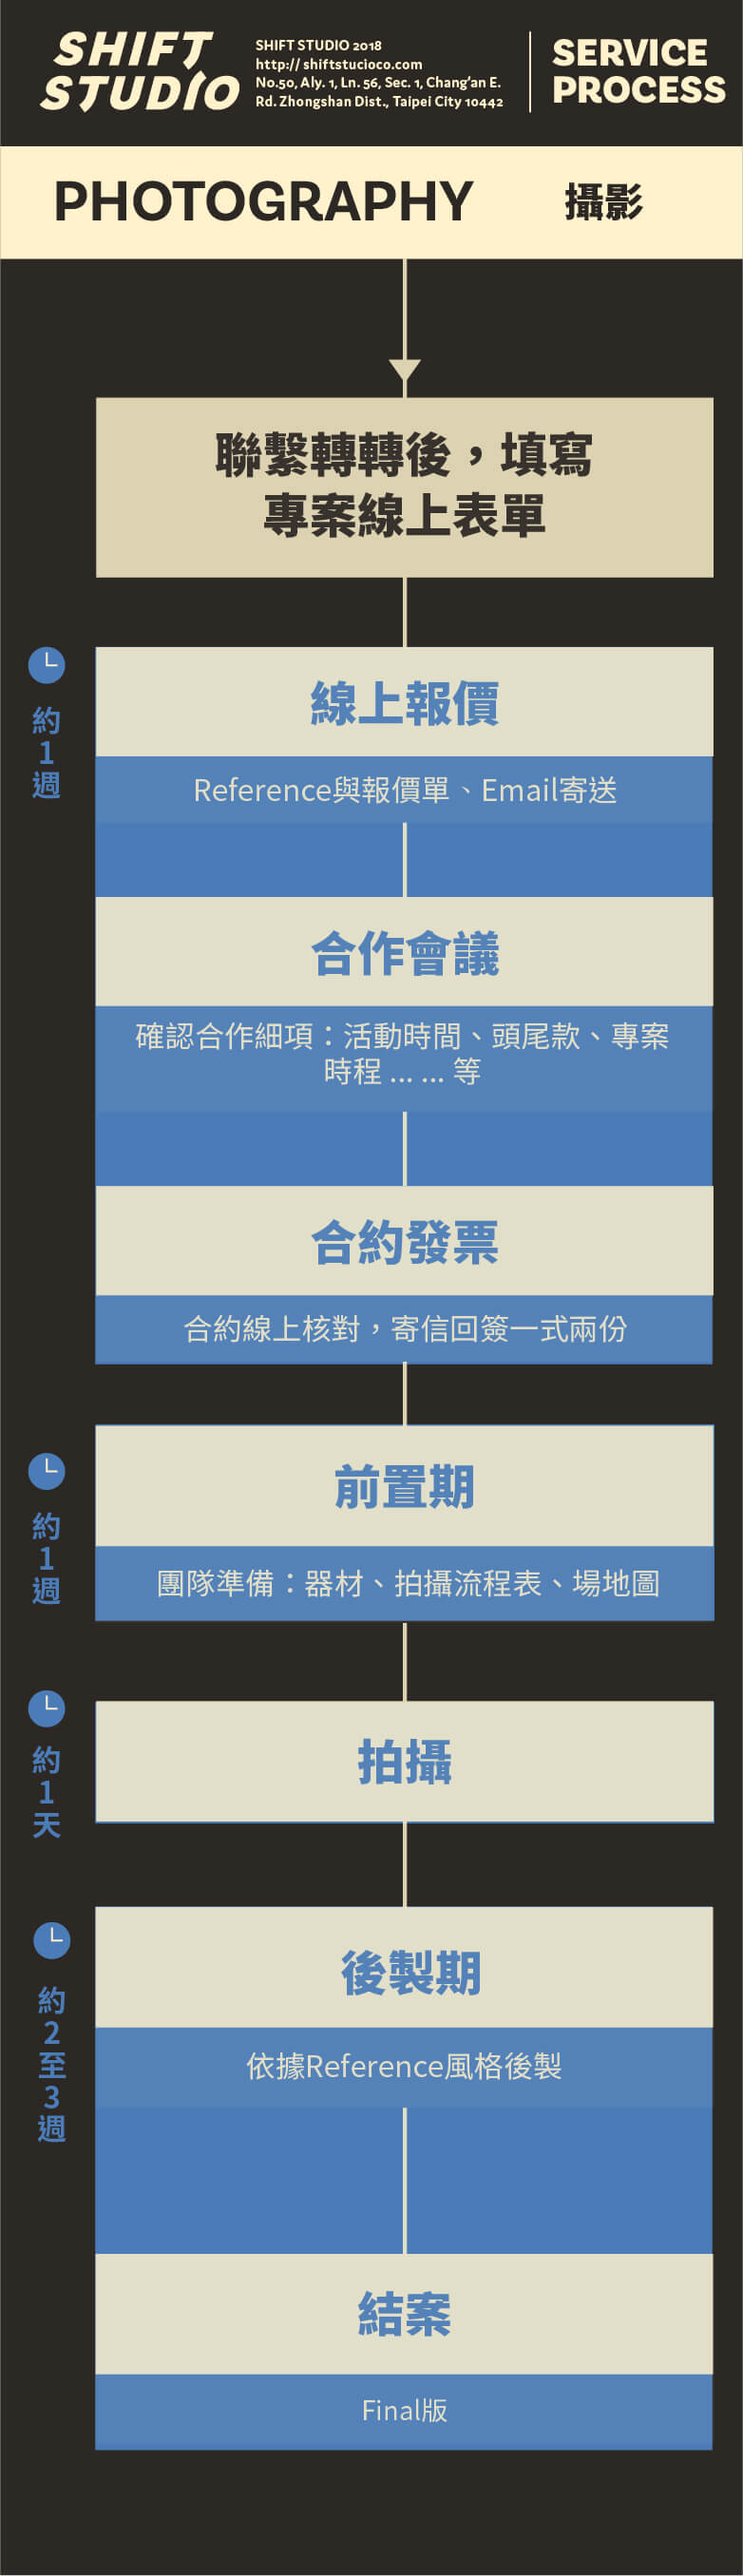 SHIFT
STUDIO
SHIFT STUDIO 2018
http:// shiftstucioco.com
No.50, Aly. 1, Ln. 56, Sec. 1, Chang'an E.
Rd. Zhongshan Dist., Taipei City 10442
SERVICE
PROCESS
PHOTOGRAPHY 攝影
聯繫轉轉後，填寫
專案線上表單
約1週
線上報價
Reference與報價單、Email寄送
合作會議
確認合作細項：活動時間、頭尾款、專案
時程 ... ... 等
合約發票
合約線上核對，寄信回簽一式兩份
約1週
前置期
團隊準備：器材、拍攝流程表、場地圖
約1天
拍攝
約2至3週
後製期
依據Reference風格後製
結案
Final版